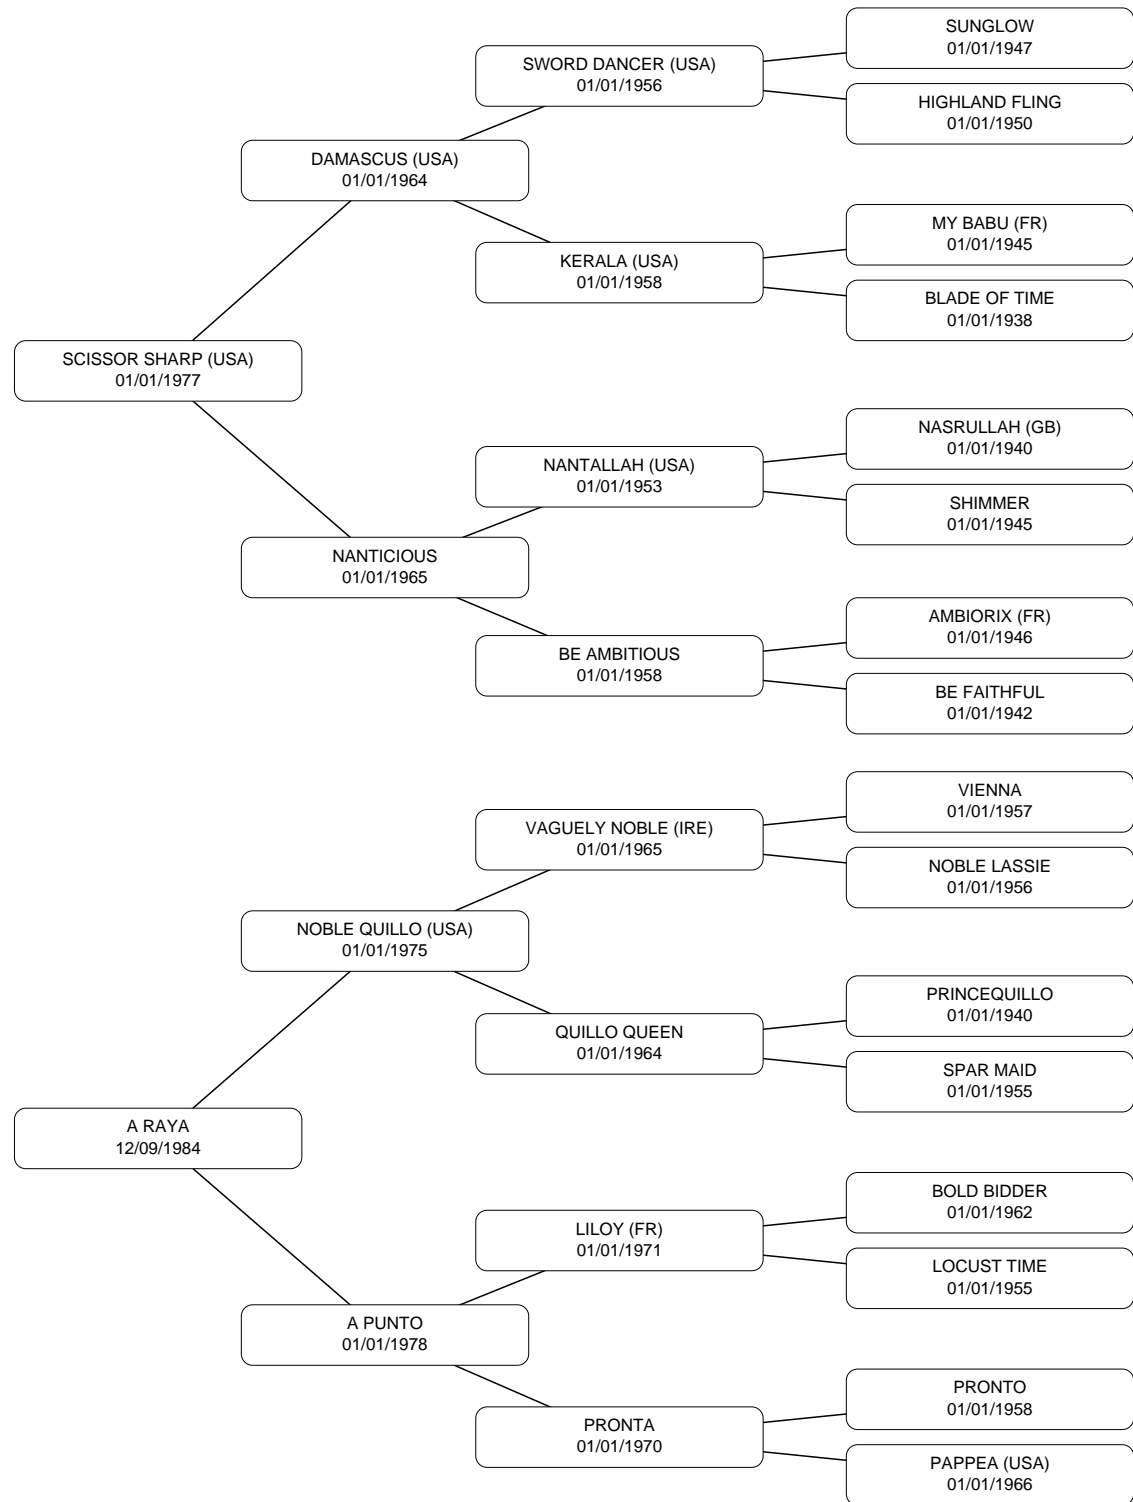 SUNGLOW
01/01/1947
SWORD DANCER (USA)
01/01/1956
HIGHLAND FLING
01/01/1950
DAMASCUS (USA)
01/01/1964
MY BABU (FR)
01/01/1945
KERALA (USA)
01/01/1958
BLADE OF TIME
01/01/1938
SCISSOR SHARP (USA)
01/01/1977
NASRULLAH (GB)
01/01/1940
NANTALLAH (USA)
01/01/1953
SHIMMER
01/01/1945
NANTICIOUS
01/01/1965
AMBIORIX (FR)
01/01/1946
BE AMBITIOUS
01/01/1958
BE FAITHFUL
01/01/1942
VIENNA
01/01/1957
VAGUELY NOBLE (IRE)
01/01/1965
NOBLE LASSIE
01/01/1956
NOBLE QUILLO (USA)
01/01/1975
PRINCEQUILLO
01/01/1940
QUILLO QUEEN
01/01/1964
SPAR MAID
01/01/1955
A RAYA
12/09/1984
BOLD BIDDER
01/01/1962
LILOY (FR)
01/01/1971
LOCUST TIME
01/01/1955
A PUNTO
01/01/1978
PRONTO
01/01/1958
PRONTA
01/01/1970
PAPPEA (USA)
01/01/1966